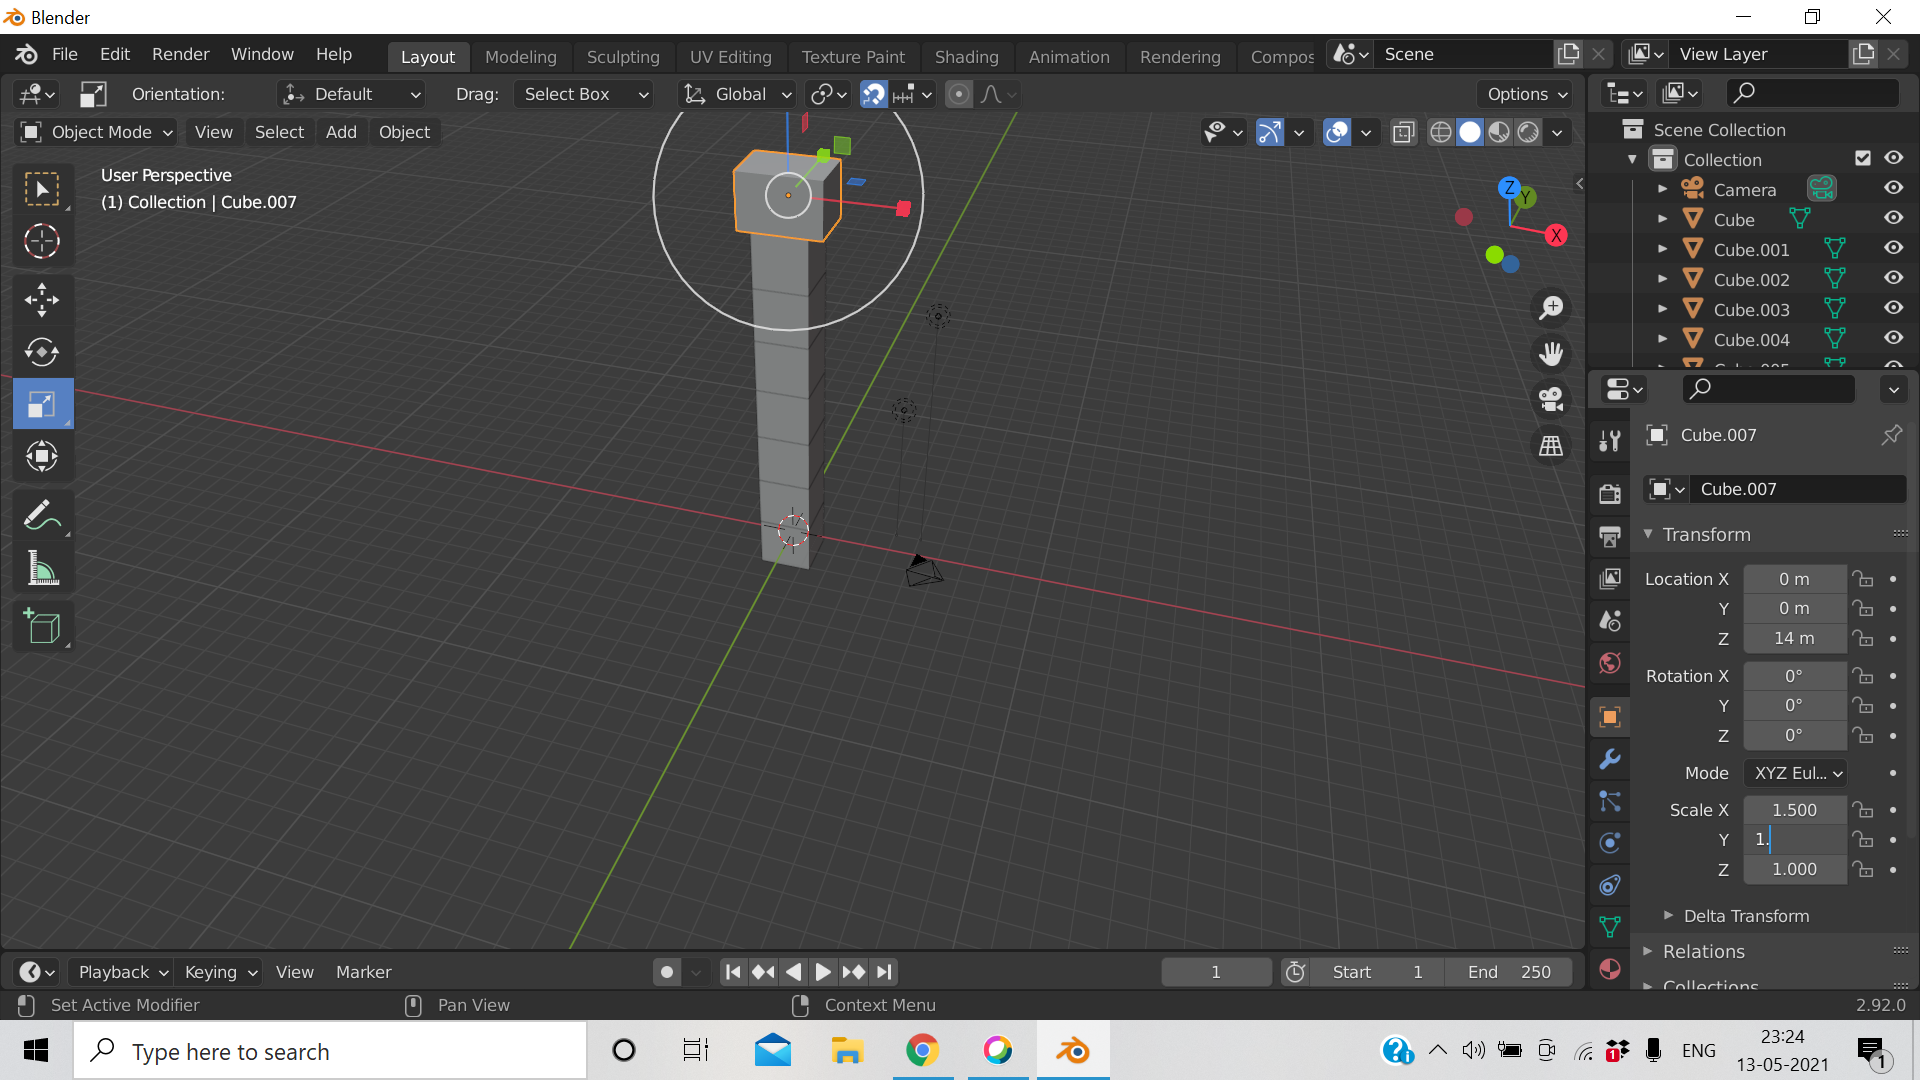 Blender
File Edit Render Window Help Layout Modeling Sculpting UV Editing Texture Paint Shading Animation Rendering Compos Scene View Layer
Orientation: Default Drag: Select Box Global Options
Object Mode View Select Add Object
User Perspective
(1) Collection | Cube.007
Z
Y
X
Scene Collection
Collection
Camera
Cube
Cube.001
Cube.002
Cube.003
Cube.004
Cube.007
Cube.007
Transform
Location X 0 m
Y 0 m
Z 14 m
Rotation X 0°
Y 0°
Z 0°
Mode XYZ Eul...
Scale X 1.500
Y 1.
Z 1.000
Delta Transform
Relations
Collections
Playback Keying View Marker 1 Start 1 End 250
Set Active Modifier Pan View Context Menu 2.92.0
Type here to search
ENG
23:24
13-05-2021
1
1